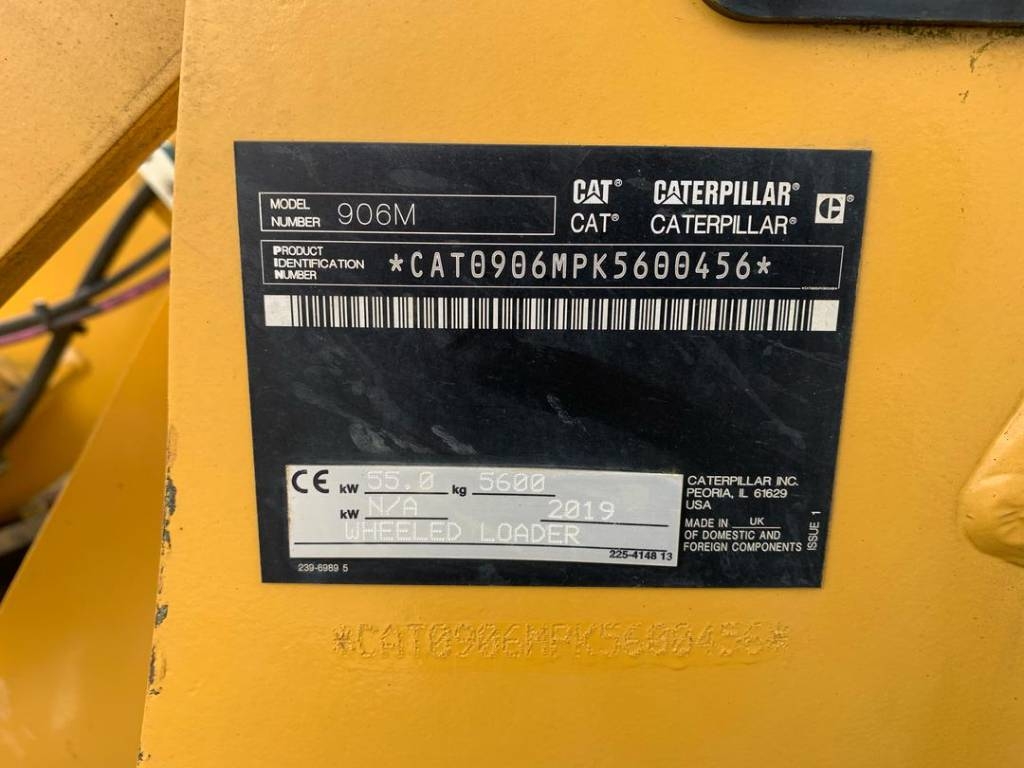 MODEL NUMBER 906M
CAT® CATERPILLAR®
CAT® CATERPILLAR®
PRODUCT IDENTIFICATION NUMBER *CAT0906MPK5600456*
CE kW 55.0 kg 5600
kW N/A 2019
WHEELED LOADER
225-4148 13
239-6989 5
CATERPILLAR INC.
PEORIA, IL 61629
USA
MADE IN UK
OF DOMESTIC AND
FOREIGN COMPONENTS
ISSUE 1
*CAT0906MPK5600456*